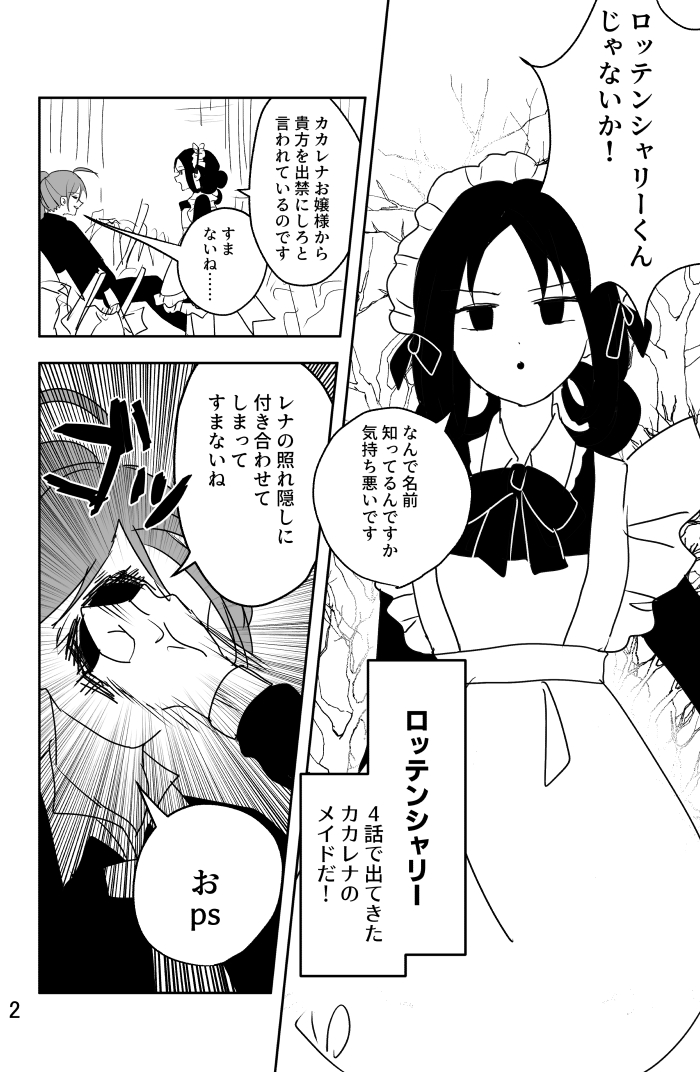 ロッテンシャリーくん
じゃないか！
なんで名前
知ってるんですか
気持ち悪いです
ロッテンシャリー
4話で出てきた
カカレナの
メイドだ！
カカレナお嬢様から
貴方を出禁にしろと
言われているのです
すま
ないね……
レナの照れ隠しに
付き合わせて
しまって
すまないね
ゴッ
お
ps
2